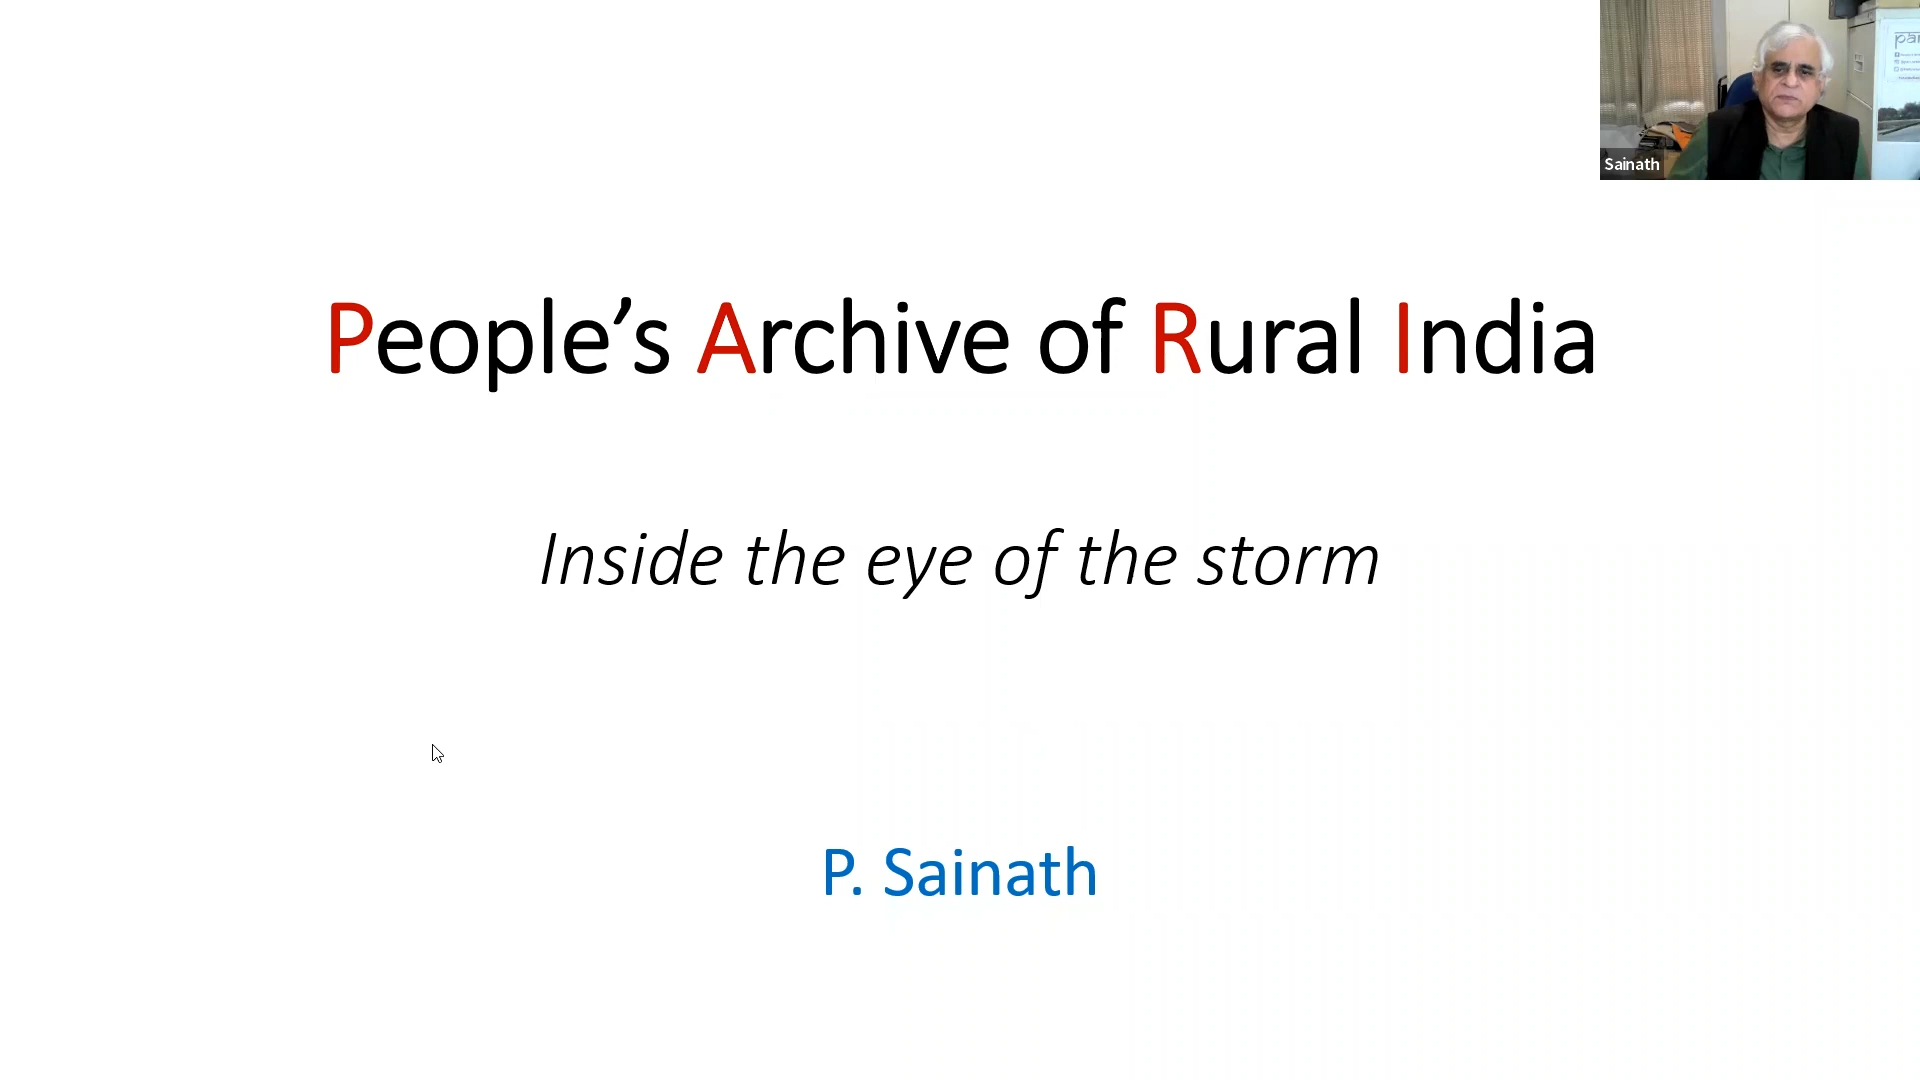 People’s Archive of Rural India
Inside the eye of the storm
P. Sainath
Sainath